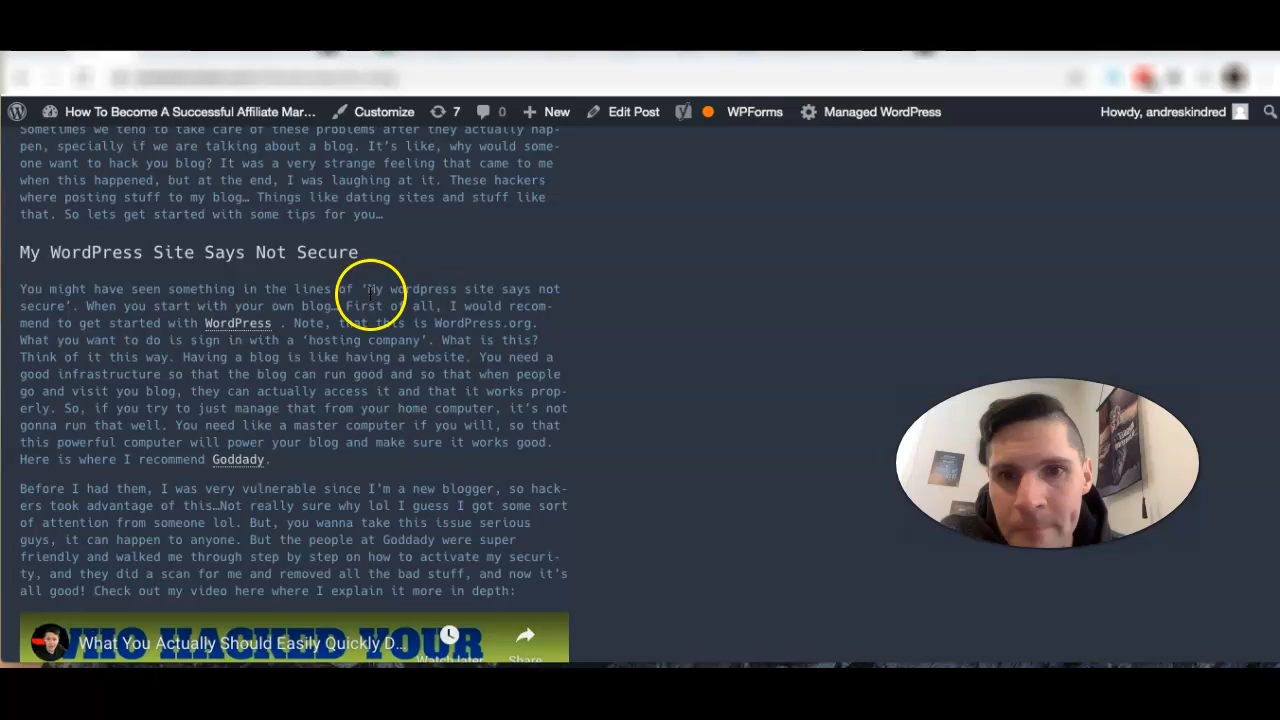 How To Become A Successful Affiliate Mar… Customize 7 0 New Edit Post WPForms Managed WordPress Howdy, andreskindred
Sometimes we tend to take care of these problems after they actually hap-
pen, specially if we are talking about a blog. It's like, why would some-
one want to hack you blog? It was a very strange feeling that came to me
when this happened, but at the end, I was laughing at it. These hackers
where posting stuff to my blog… Things like dating sites and stuff like
that. So lets get started with some tips for you…
My WordPress Site Says Not Secure
You might have seen something in the lines of ‘My wordpress site says not
secure’. When you start with your own blog… First of all, I would recom-
mend to get started with WordPress . Note, that this is WordPress.org.
What you want to do is sign in with a ‘hosting company’. What is this?
Think of it this way. Having a blog is like having a website. You need a
good infrastructure so that the blog can run good and so that when people
go and visit you blog, they can actually access it and that it works prop-
erly. So, if you try to just manage that from your home computer, it's not
gonna run that well. You need like a master computer if you will, so that
this powerful computer will power your blog and make sure it works good.
Here is where I recommend Goddady.
Before I had them, I was very vulnerable since I'm a new blogger, so hack-
ers took advantage of this…Not really sure why lol I guess I got some sort
of attention from someone lol. But, you wanna take this issue serious
guys, it can happen to anyone. But the people at Goddady were super
friendly and walked me through step by step on how to activate my securi-
ty, and they did a scan for me and removed all the bad stuff, and now it's
all good! Check out my video here where I explain it more in depth:
WHO HACKED YOUR
What You Actually Should Easily Quickly D…
Watch later Share